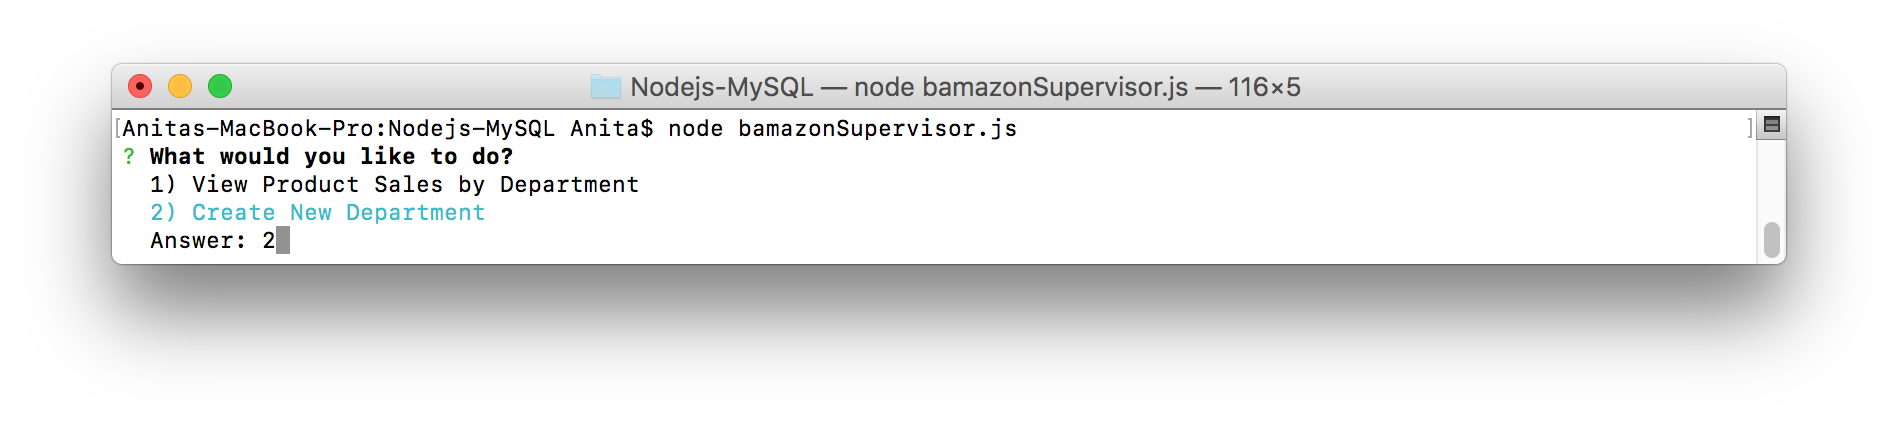 Nodejs-MySQL — node bamazonSupervisor.js — 116×5
[Anitas-MacBook-Pro:Nodejs-MySQL Anita$ node bamazonSupervisor.js ]
? What would you like to do?
1) View Product Sales by Department
2) Create New Department
Answer: 2